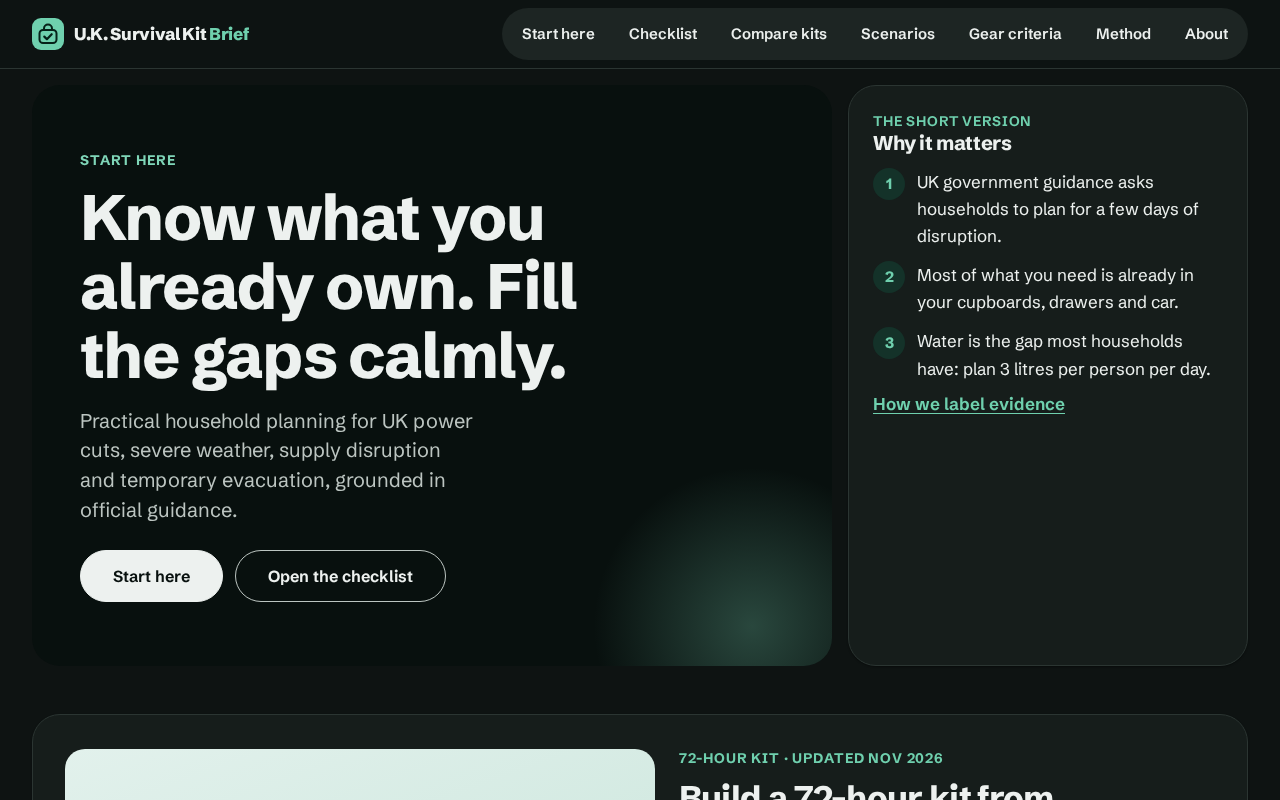 U.K. Survival Kit Brief
Start here
Checklist
Compare kits
Scenarios
Gear criteria
Method
About
START HERE
Know what you
already own. Fill
the gaps calmly.
Practical household planning for UK power
cuts, severe weather, supply disruption
and temporary evacuation, grounded in
official guidance.
Start here
Open the checklist
THE SHORT VERSION
Why it matters
1
UK government guidance asks
households to plan for a few days of
disruption.
2
Most of what you need is already in
your cupboards, drawers and car.
3
Water is the gap most households
have: plan 3 litres per person per day.
How we label evidence
72-HOUR KIT · UPDATED NOV 2026
Build a 72-hour kit from